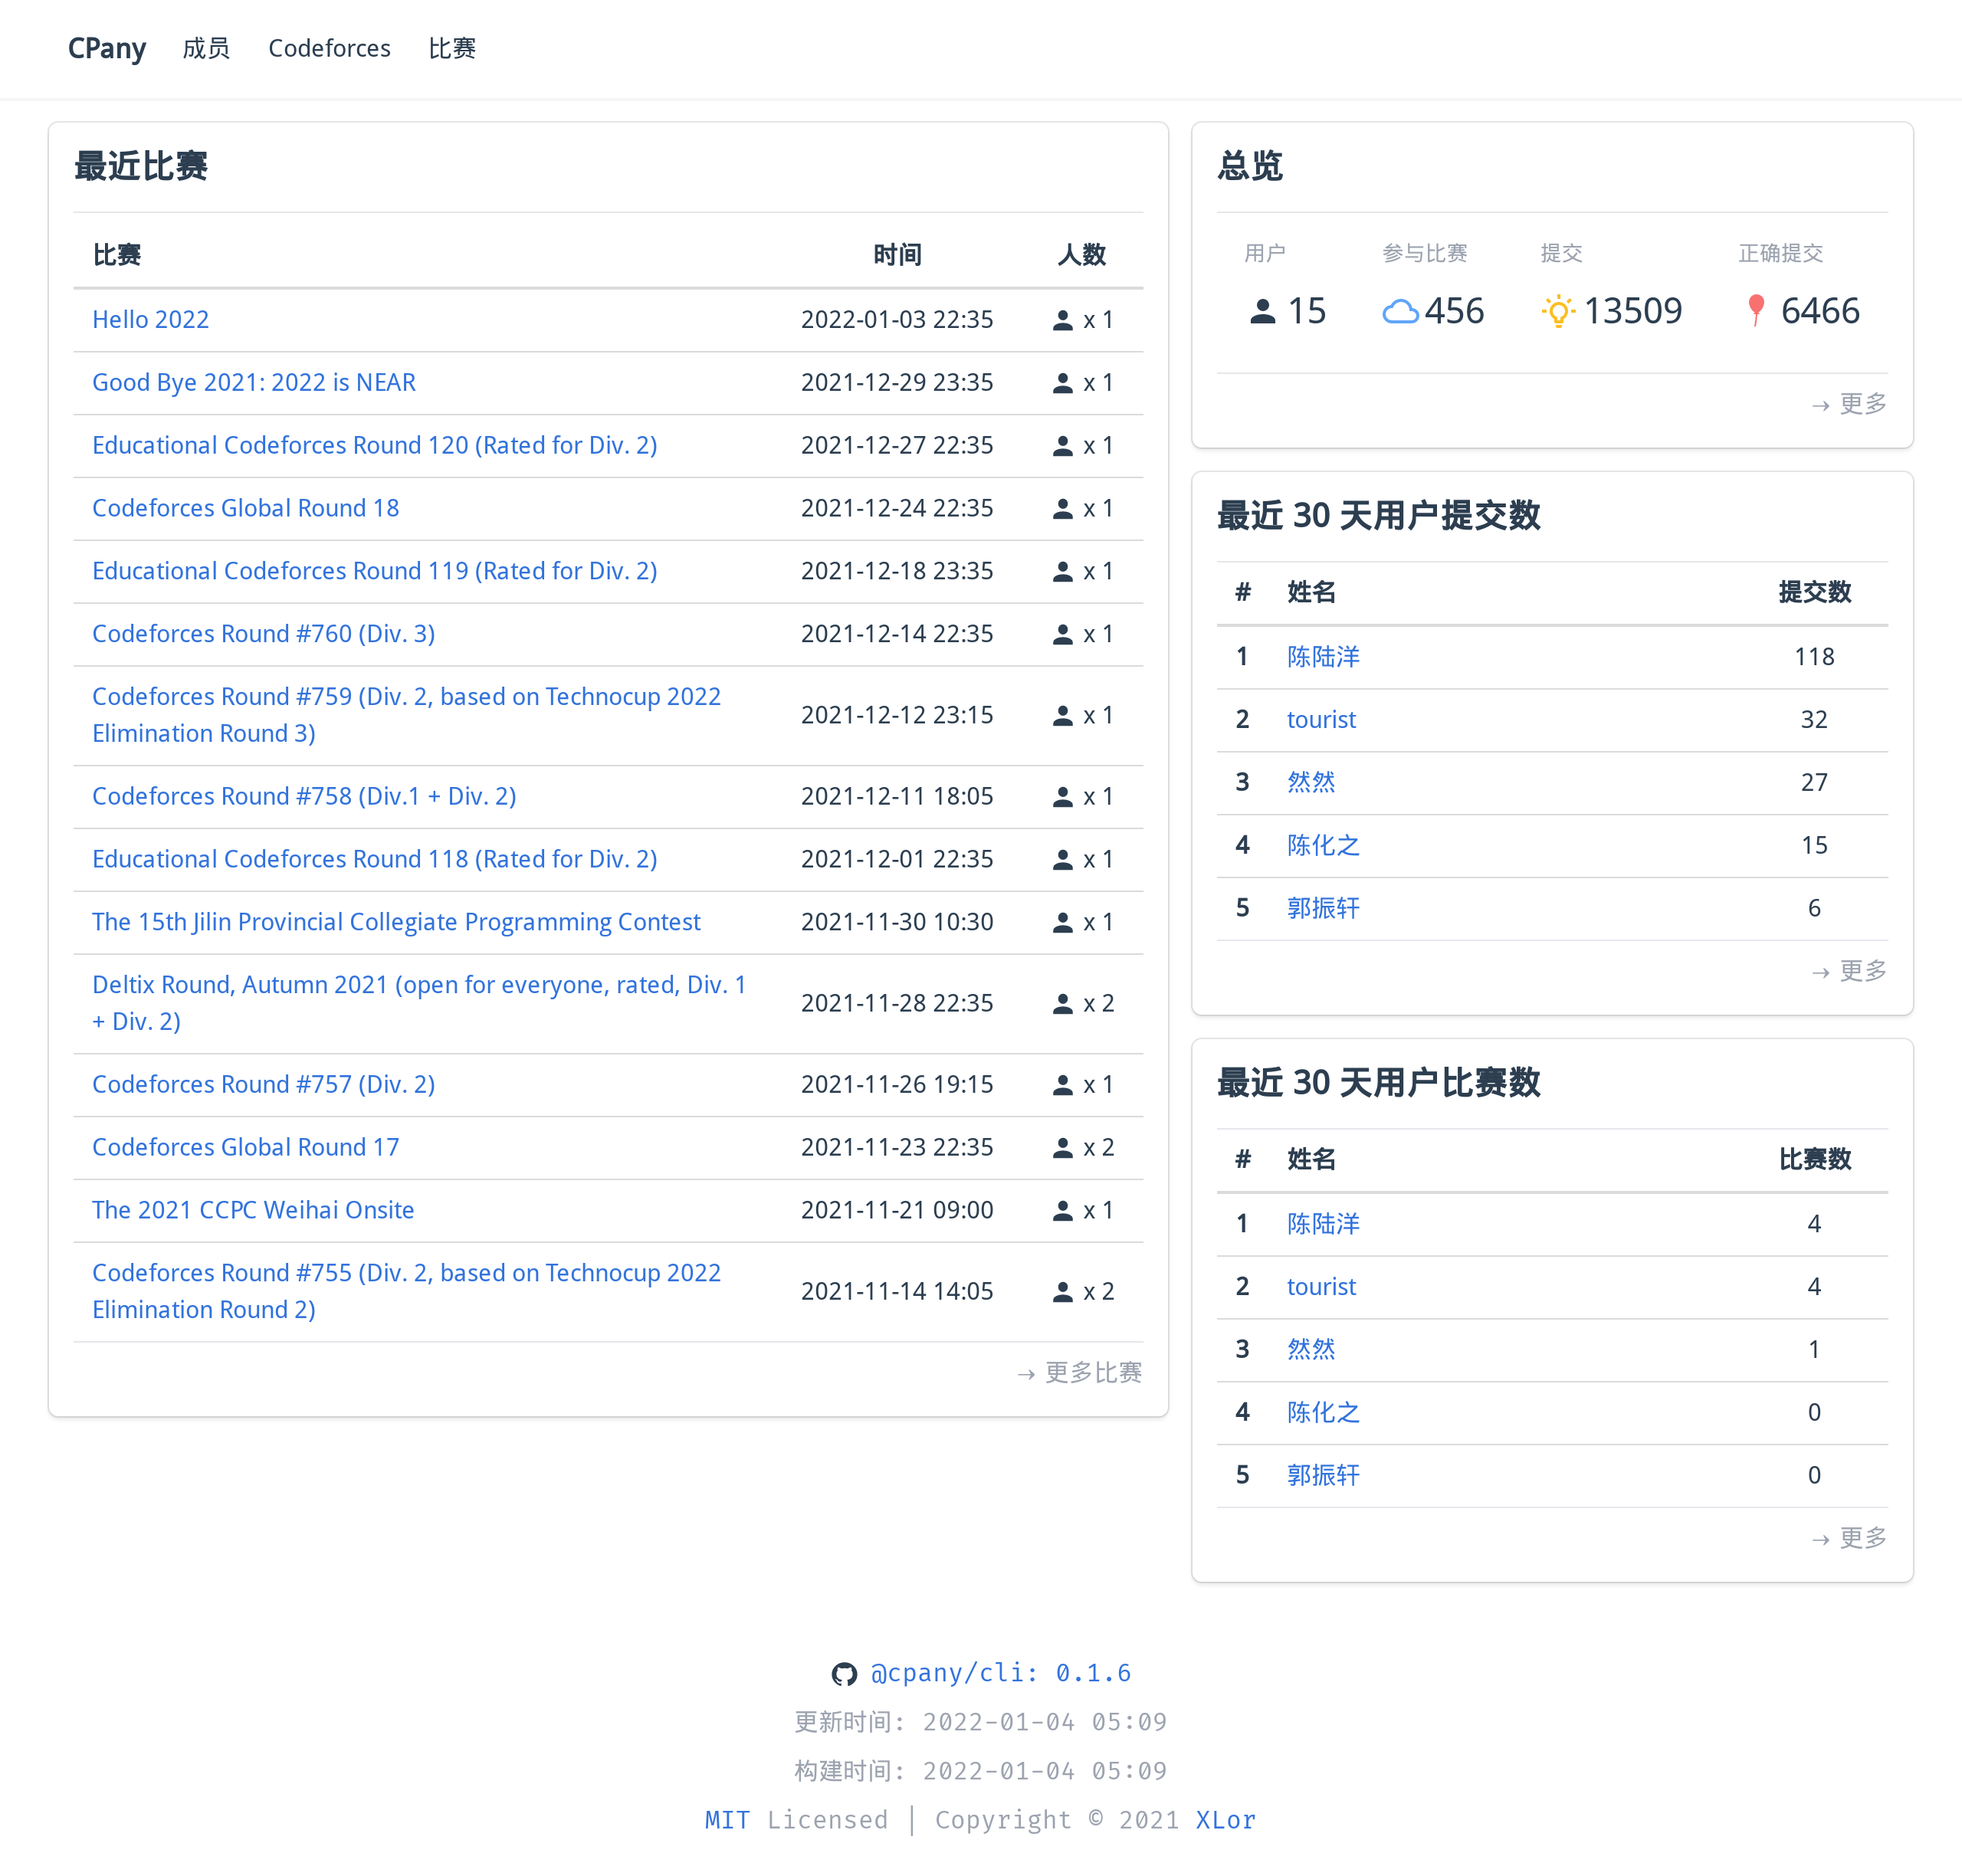 CPany 成员 Codeforces 比赛
最近比赛
比赛 时间 人数
Hello 2022 2022-01-03 22:35 x 1
Good Bye 2021: 2022 is NEAR 2021-12-29 23:35 x 1
Educational Codeforces Round 120 (Rated for Div. 2) 2021-12-27 22:35 x 1
Codeforces Global Round 18 2021-12-24 22:35 x 1
Educational Codeforces Round 119 (Rated for Div. 2) 2021-12-18 23:35 x 1
Codeforces Round #760 (Div. 3) 2021-12-14 22:35 x 1
Codeforces Round #759 (Div. 2, based on Technocup 2022
Elimination Round 3) 2021-12-12 23:15 x 1
Codeforces Round #758 (Div.1 + Div. 2) 2021-12-11 18:05 x 1
Educational Codeforces Round 118 (Rated for Div. 2) 2021-12-01 22:35 x 1
The 15th Jilin Provincial Collegiate Programming Contest 2021-11-30 10:30 x 1
Deltix Round, Autumn 2021 (open for everyone, rated, Div. 1
+ Div. 2) 2021-11-28 22:35 x 2
Codeforces Round #757 (Div. 2) 2021-11-26 19:15 x 1
Codeforces Global Round 17 2021-11-23 22:35 x 2
The 2021 CCPC Weihai Onsite 2021-11-21 09:00 x 1
Codeforces Round #755 (Div. 2, based on Technocup 2022
Elimination Round 2) 2021-11-14 14:05 x 2
→ 更多比赛
总览
用户 参与比赛 提交 正确提交
15 456 13509 6466
→ 更多
最近 30 天用户提交数
# 姓名 提交数
1 陈陆洋 118
2 tourist 32
3 然然 27
4 陈化之 15
5 郭振轩 6
→ 更多
最近 30 天用户比赛数
# 姓名 比赛数
1 陈陆洋 4
2 tourist 4
3 然然 1
4 陈化之 0
5 郭振轩 0
→ 更多
@cpany/cli: 0.1.6
更新时间: 2022-01-04 05:09
构建时间: 2022-01-04 05:09
MIT Licensed | Copyright © 2021 XLor